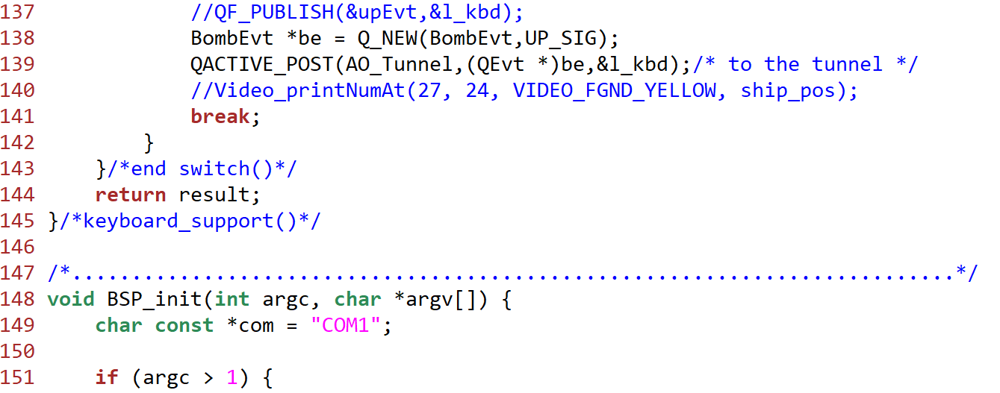 137             //QF_PUBLISH(&upEvt,&l_kbd);
138             BombEvt *be = Q_NEW(BombEvt,UP_SIG);
139             QACTIVE_POST(AO_Tunnel,(QEvt *)be,&l_kbd);/* to the tunnel */
140             //Video_printNumAt(27, 24, VIDEO_FGND_YELLOW, ship_pos);
141             break;
142         }
143     }/*end switch()*/
144     return result;
145 }/*keyboard_support()*/
146
147 /*..........................................................................*/
148 void BSP_init(int argc, char *argv[]) {
149     char const *com = "COM1";
150
151     if (argc > 1) {